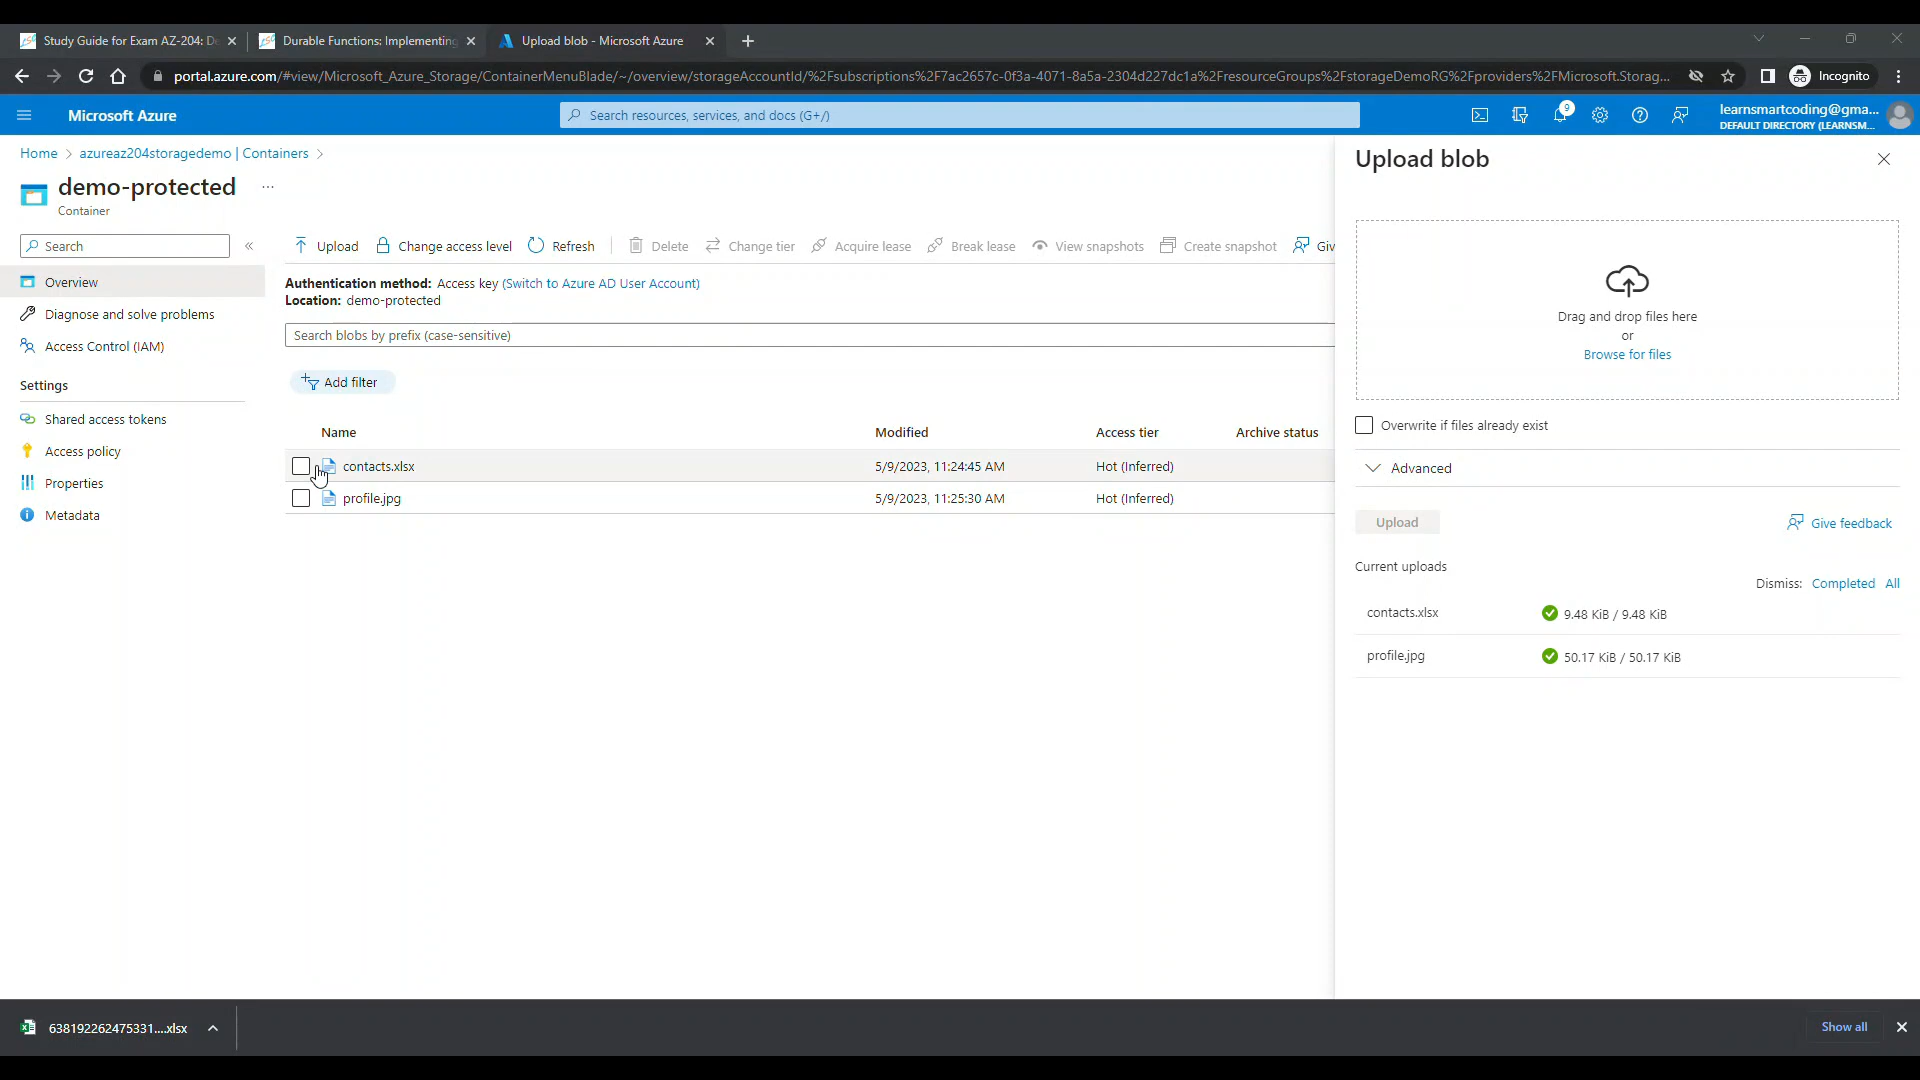 Study Guide for Exam AZ-204: De
Durable Functions: Implementing
Upload blob - Microsoft Azure
portal.azure.com/#view/Microsoft_Azure_Storage/ContainerMenuBlade/~/overview/storageAccountId/%2Fsubscriptions%2F7ac2657c-0f3a-4071-8a5a-2304d227dc1a%2FresourceGroups%2FstorageDemoRG%2Fproviders%2FMicrosoft.Storag...
Incognito
Microsoft Azure
Search resources, services, and docs (G+/)
9
learnsmartcoding@gma...
DEFAULT DIRECTORY (LEARNSM...
Home > azureaz204storagedemo | Containers >
demo-protected ...
Container
Search
Overview
Diagnose and solve problems
Access Control (IAM)
Settings
Shared access tokens
Access policy
Properties
Metadata
Upload Change access level Refresh Delete Change tier Acquire lease Break lease View snapshots Create snapshot Giv
Authentication method: Access key (Switch to Azure AD User Account)
Location: demo-protected
Search blobs by prefix (case-sensitive)
Add filter
Name Modified Access tier Archive status
contacts.xlsx 5/9/2023, 11:24:45 AM Hot (Inferred)
profile.jpg 5/9/2023, 11:25:30 AM Hot (Inferred)
Upload blob
Drag and drop files here
or
Browse for files
Overwrite if files already exist
Advanced
Upload
Give feedback
Current uploads
Dismiss: Completed All
contacts.xlsx 9.48 KiB / 9.48 KiB
profile.jpg 50.17 KiB / 50.17 KiB
638192262475331....xlsx
Show all